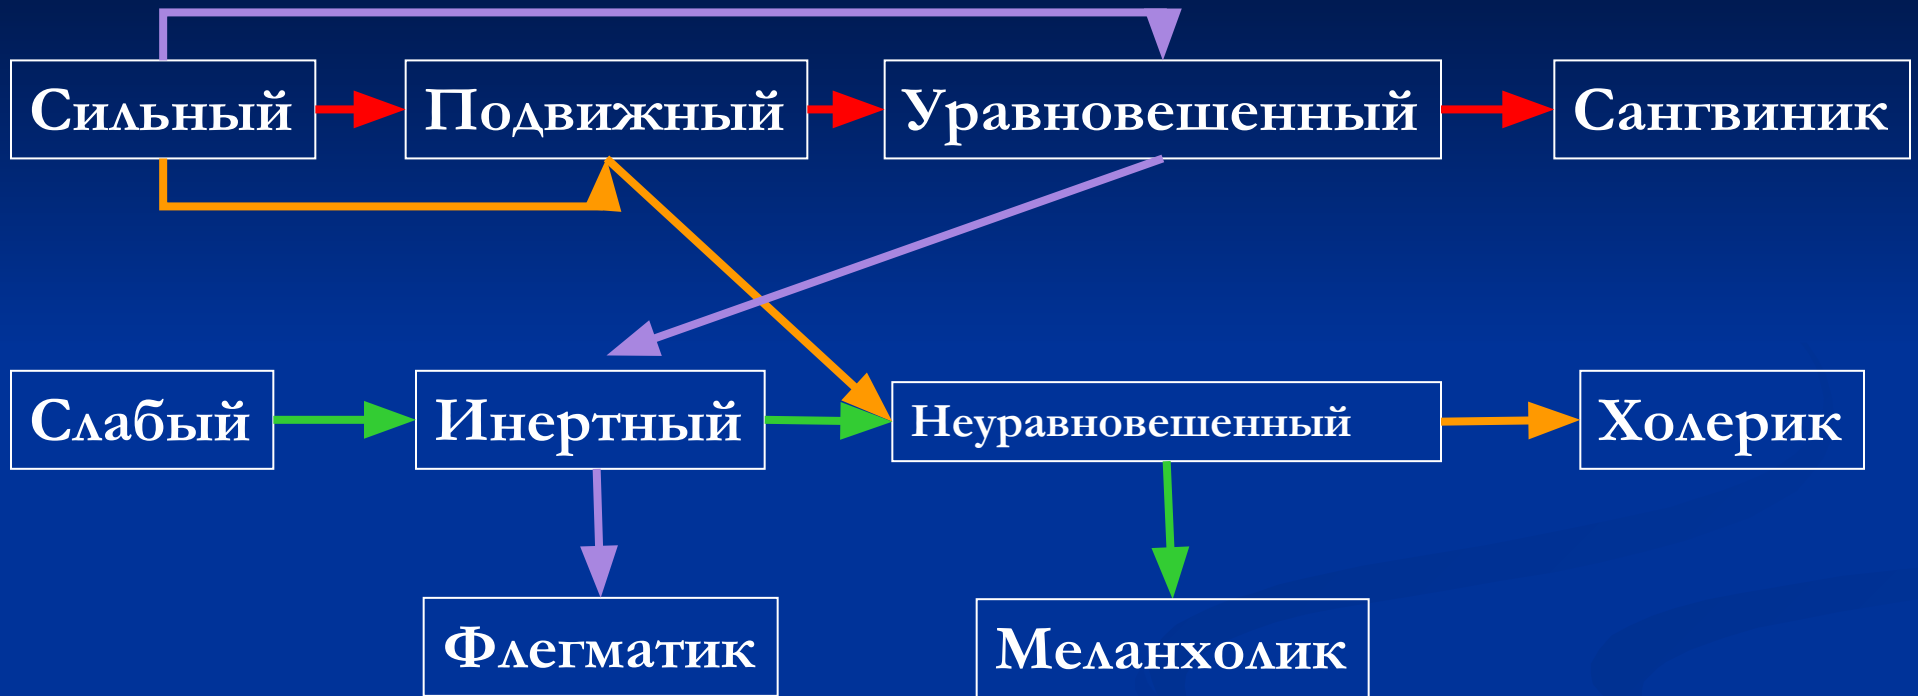 Сильный
Подвижный
Уравновешенный
Сангвиник
Слабый
Инертный
Неуравновешенный
Холерик
Флегматик
Меланхолик